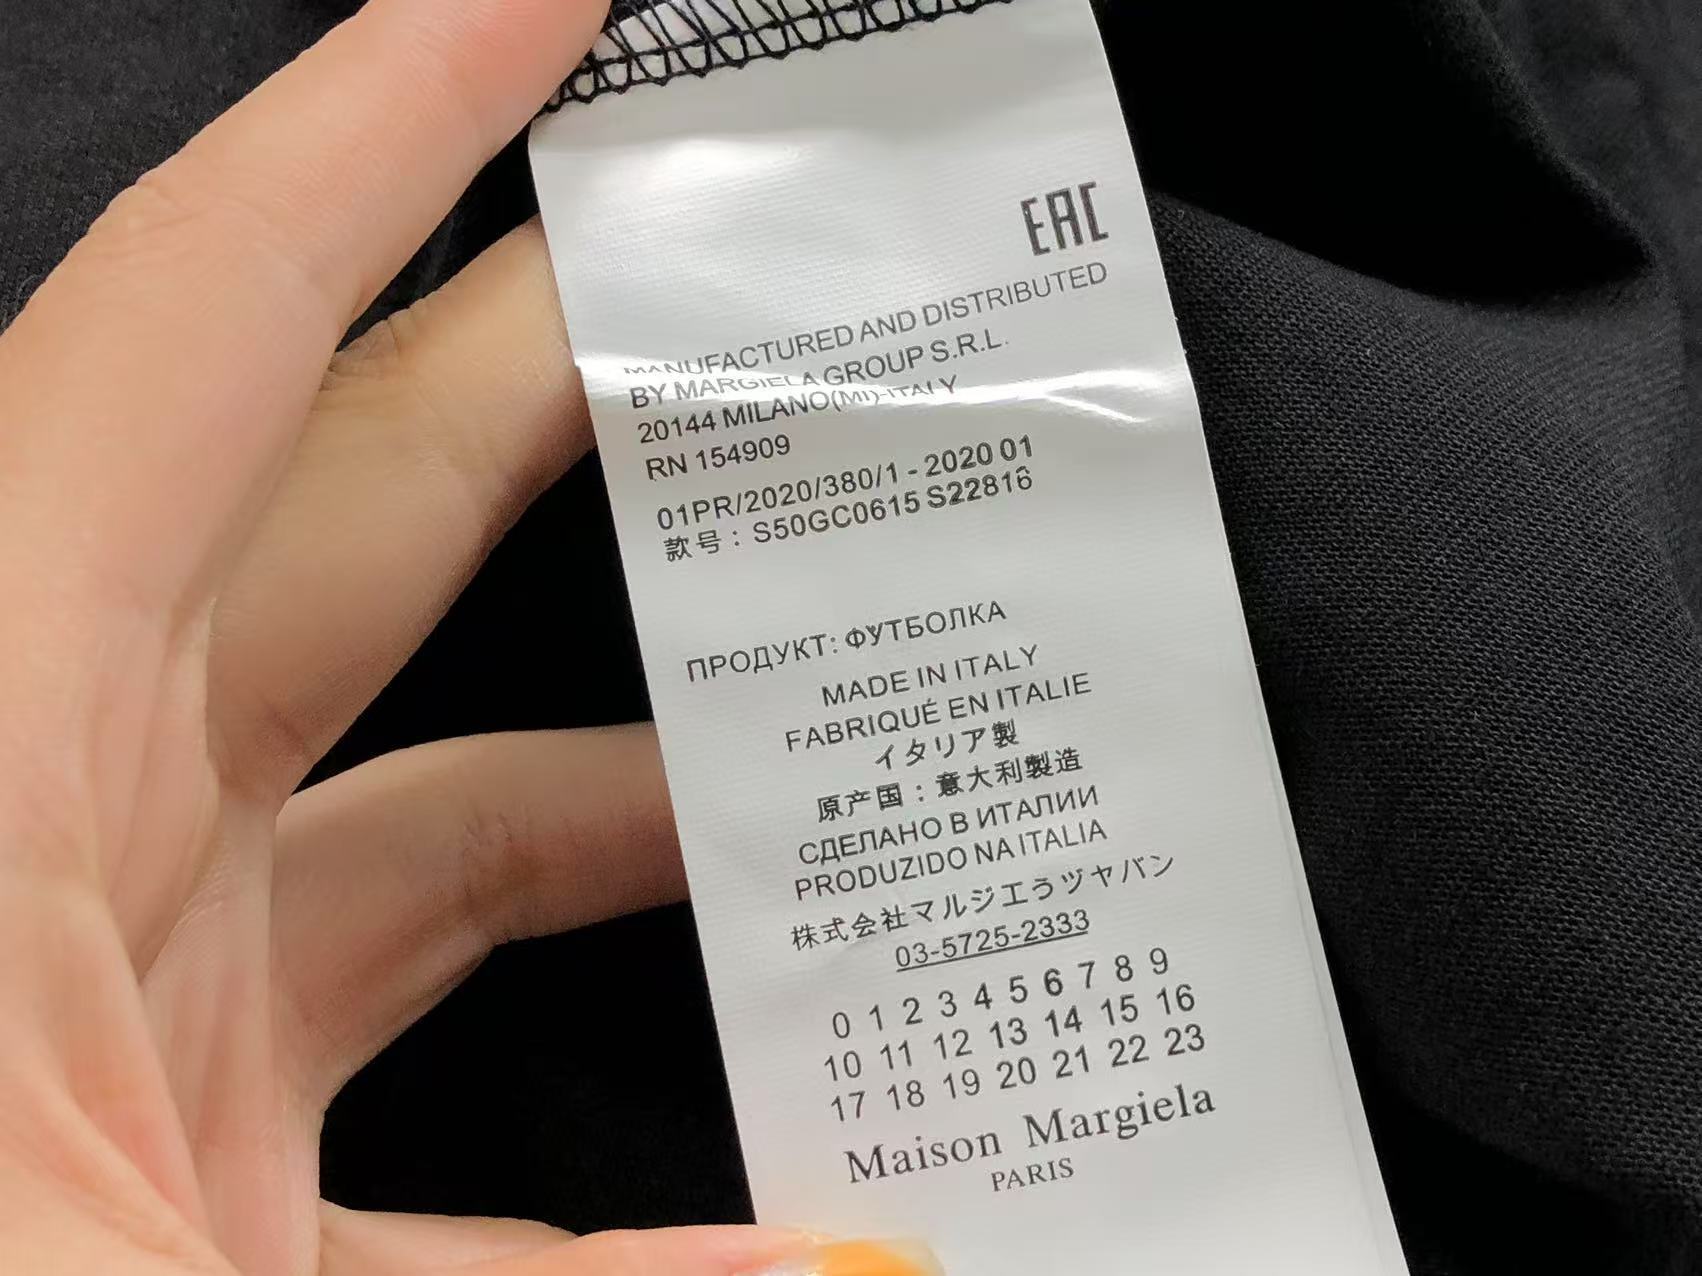 EAC
MANUFACTURED AND DISTRIBUTED
BY MARGIELA GROUP S.R.L.
20144 MILANO(MI)-ITALY
RN 154909
01PR/2020/380/1 - 2020 01
款号：S50GC0615 S22816
ПРОДУКТ: ФУТБОЛКА
MADE IN ITALY
FABRIQUÉ EN ITALIE
イタリア製
原产国：意大利製造
СДЕЛАНО В ИТАЛИИ
PRODUZIDO NA ITALIA
株式会社マルジエうヅヤバン
03-5725-2333
0 1 2 3 4 5 6 7 8 9
10 11 12 13 14 15 16
17 18 19 20 21 22 23
Maison Margiela
PARIS